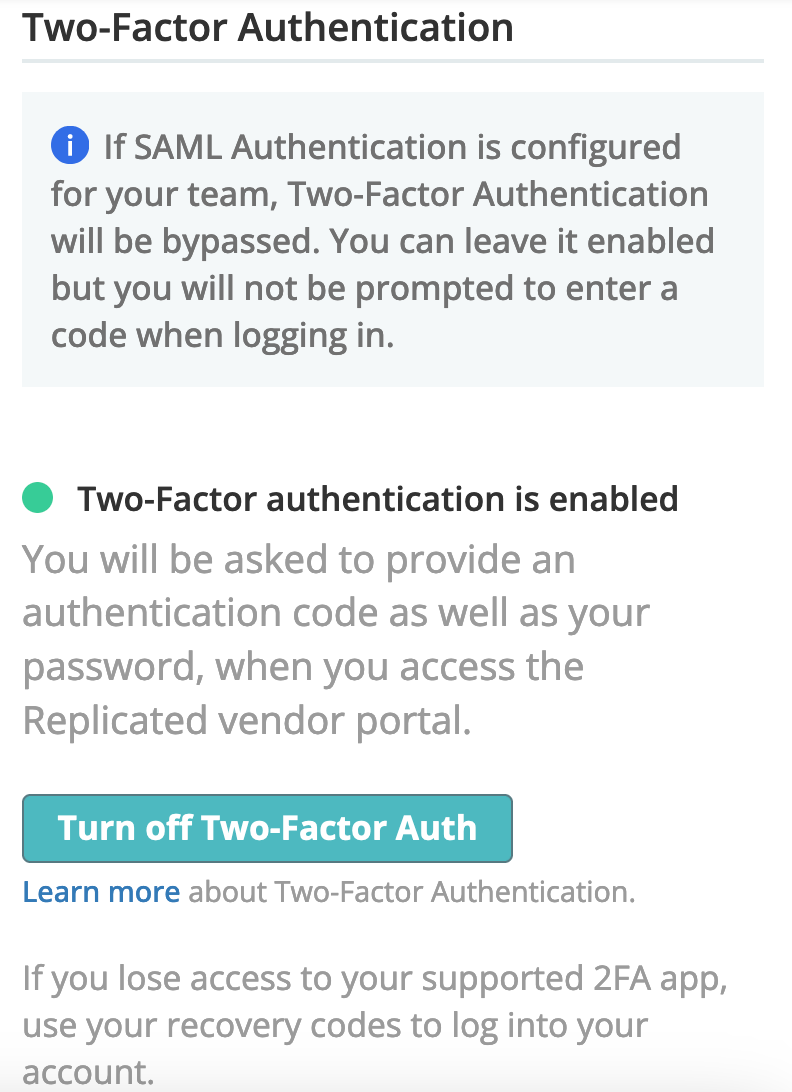 Two-Factor Authentication
If SAML Authentication is configured
for your team, Two-Factor Authentication
will be bypassed. You can leave it enabled
but you will not be prompted to enter a
code when logging in.
Two-Factor authentication is enabled
You will be asked to provide an
authentication code as well as your
password, when you access the
Replicated vendor portal.
Turn off Two-Factor Auth
Learn more about Two-Factor Authentication.
If you lose access to your supported 2FA app,
use your recovery codes to log into your
account.